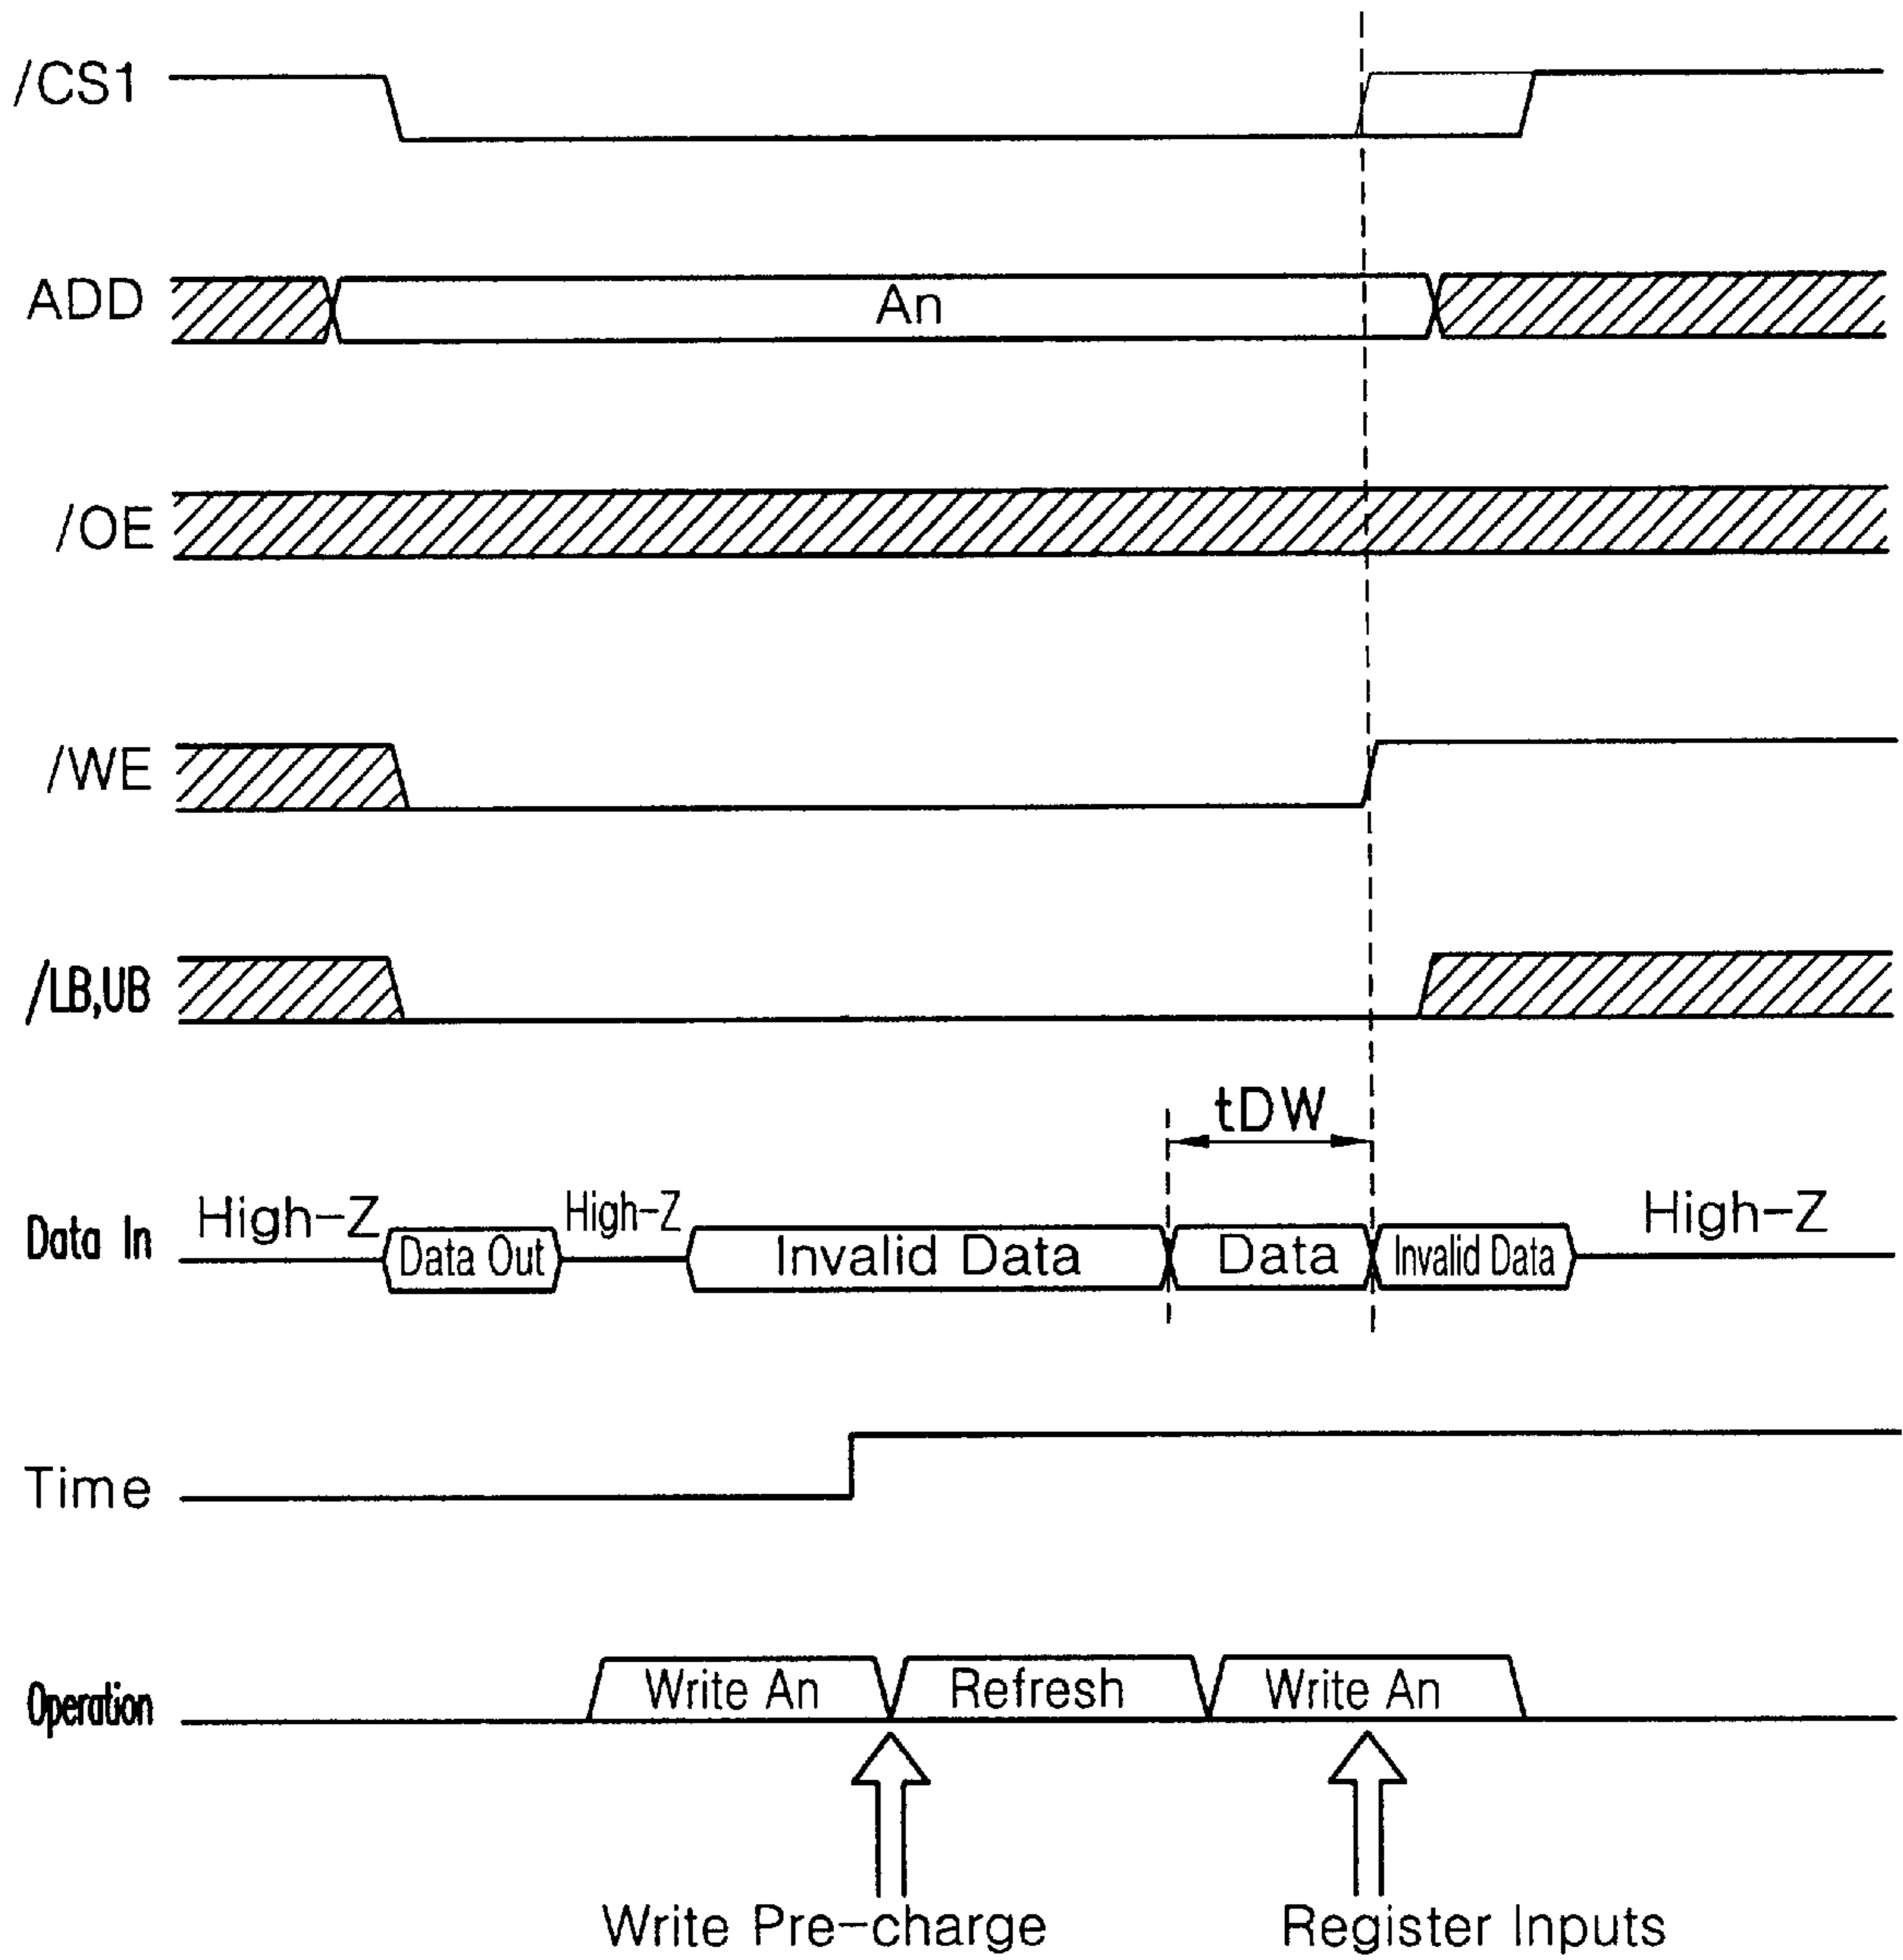 /CS1
ADD An
/OE
/WE
/LB,UB
tDW
Data In High-Z Data Out High-Z Invalid Data Data Invalid Data High-Z
Time
Operation Write An Refresh Write An
Write Pre-charge Register Inputs